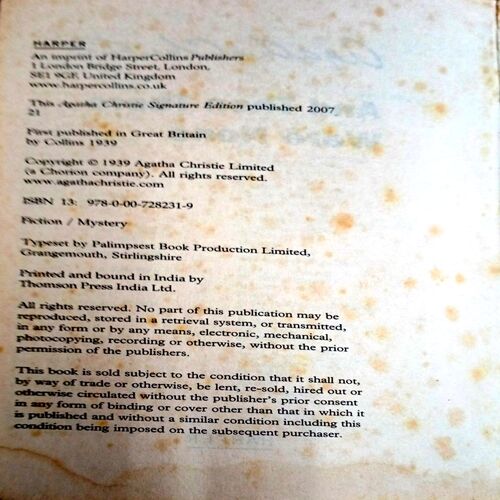 HARPER
An imprint of HarperCollins Publishers
1 London Bridge Street, London,
SE1 9GF, United Kingdom
www.harpercollins.co.uk
This Agatha Christie Signature Edition published 2007.
21
First published in Great Britain
by Collins 1939
Copyright © 1939 Agatha Christie Limited
(a Chorion company). All rights reserved.
www.agathachristie.com
ISBN 13: 978-0-00-728231-9
Fiction / Mystery
Typeset by Palimpsest Book Production Limited,
Grangemouth, Stirlingshire
Printed and bound in India by
Thomson Press India Ltd.
All rights reserved. No part of this publication may be
reproduced, stored in a retrieval system, or transmitted,
in any form or by any means, electronic, mechanical,
photocopying, recording or otherwise, without the prior
permission of the publishers.
This book is sold subject to the condition that it shall not,
by way of trade or otherwise, be lent, re-sold, hired out or
otherwise circulated without the publisher's prior consent
in any form of binding or cover other than that in which it
is published and without a similar condition including this
condition being imposed on the subsequent purchaser.